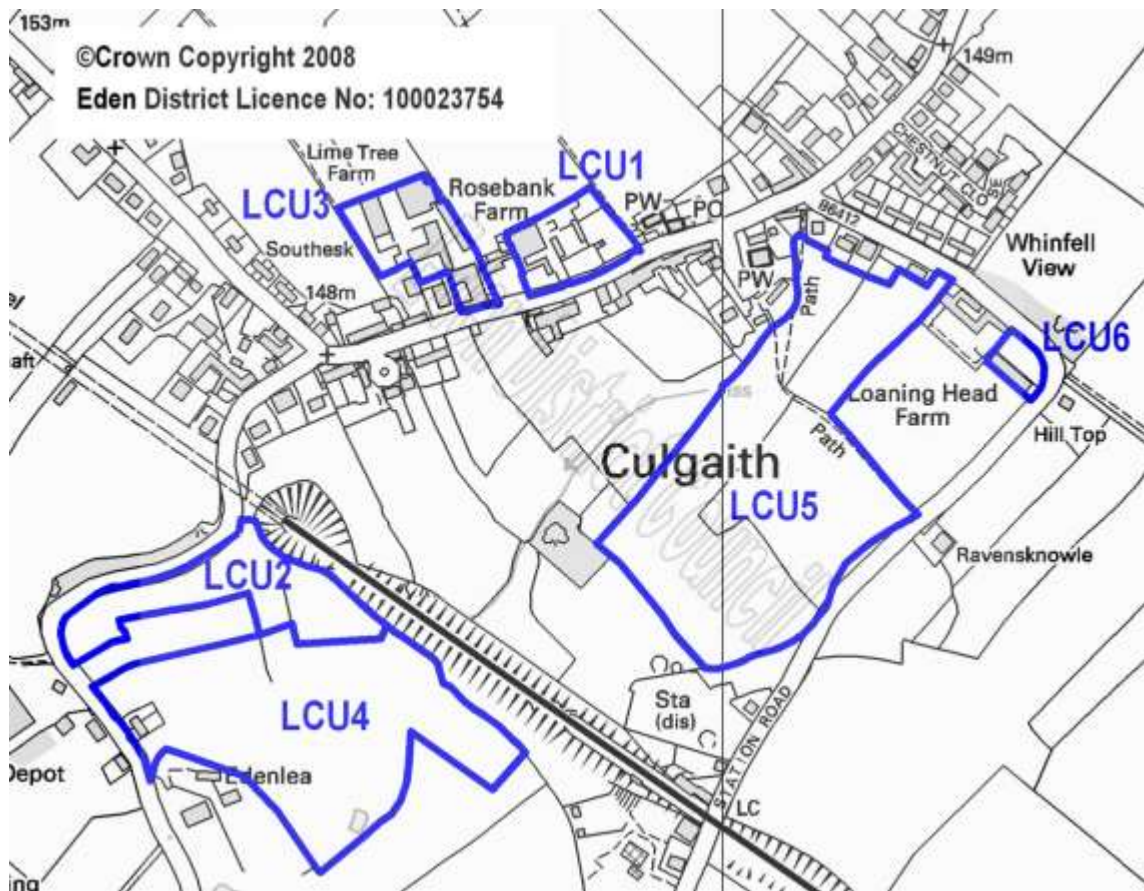 153m
©Crown Copyright 2008
Eden District Licence No: 100023754
149m
CHESTNUT CLOSE
Lime Tree
Farm
LCU3
Rosebank
Farm
LCU1
PW
PO
B6412
Southesk
PW
Path
Whinfell
View
148m
LCU6
aft
Loaning Head
Farm
Hill Top
Path
Culgaith
LCU5
Ravensknowle
LCU2
LCU4
Sta
(dis)
STATION ROAD
Depot
Edenlea
LC